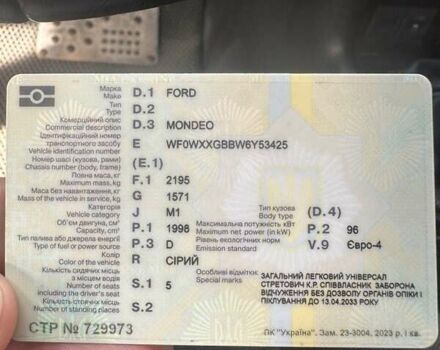 Марка
Make D.1 FORD
Тип
Type D.2
Комерційний опис
Commercial description D.3 MONDEO
Ідентифікаційний номер
транспортного засобу
Vehicle identification number E WF0WXXGBBW6Y53425
Номер шасі (кузова, рами)
Chassis number (body, frame) (E.1)
Повна маса, кг
Maximum mass, kg F.1 2195
Маса без навантаження, кг
Mass of the vehicle in service, kg G 1571
Категорія
Vehicle category J M1
Тип кузова
Body type (D.4)
Об'єм двигуна, см³
Capacity, cm³ P.1 1998
Максимальна потужність кВт
Maximum net power (in kW) P.2 96
Тип палива або джерела енергії
Type of fuel or power source P.3 D
Рівень екологічних норм
Emission standard V.9 Євро-4
Колір
Color of the vehicle R СІРИЙ
Кількість сидячих місць
з місцем водія
Number of seats
including the driver's seat S.1 5
Особливі відмітки
Special marks
ЗАГАЛЬНИЙ ЛЕГКОВИЙ УНІВЕРСАЛ
СТРЕТОВИЧ К.Р. СПІВВЛАСНИК ЗАБОРОНА
ВІДЧУЖЕННЯ БЕЗ ДОЗВОЛУ ОРГАНІВ ОПІКИ І
ПІКЛУВАННЯ ДО 13.04.2033 РОКУ
Кількість стоячих місць
Number of standing places S.2
СТР № 729973
ПК "Україна". Зам. 23-3004. 2023 р. І кв.